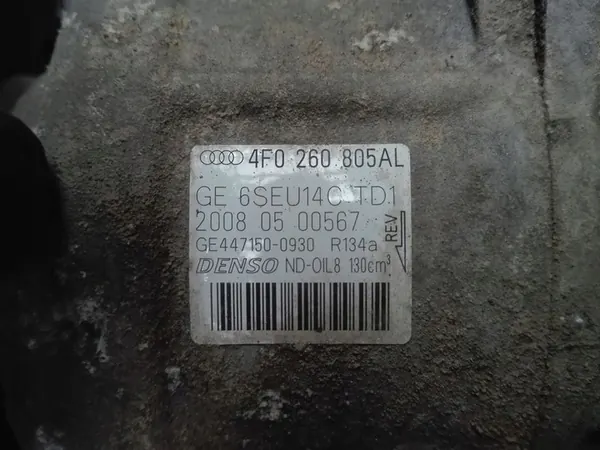 4F0 260 805AL
GE 6SEU14C TD1
2008 05 00567
GE447150-0930 R134a
DENSO ND-OIL8 130cm³
REV